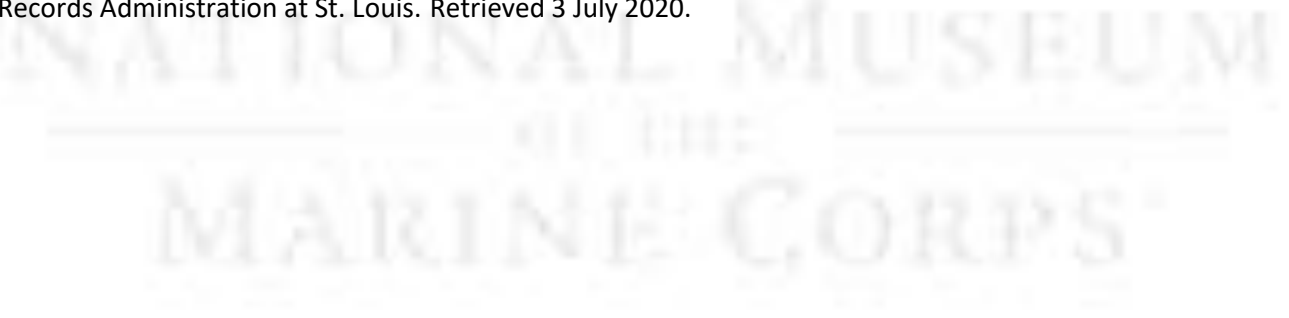 Records Administration at St. Louis. Retrieved 3 July 2020.
NATIONAL MUSEUM
OF THE
MARINE CORPS